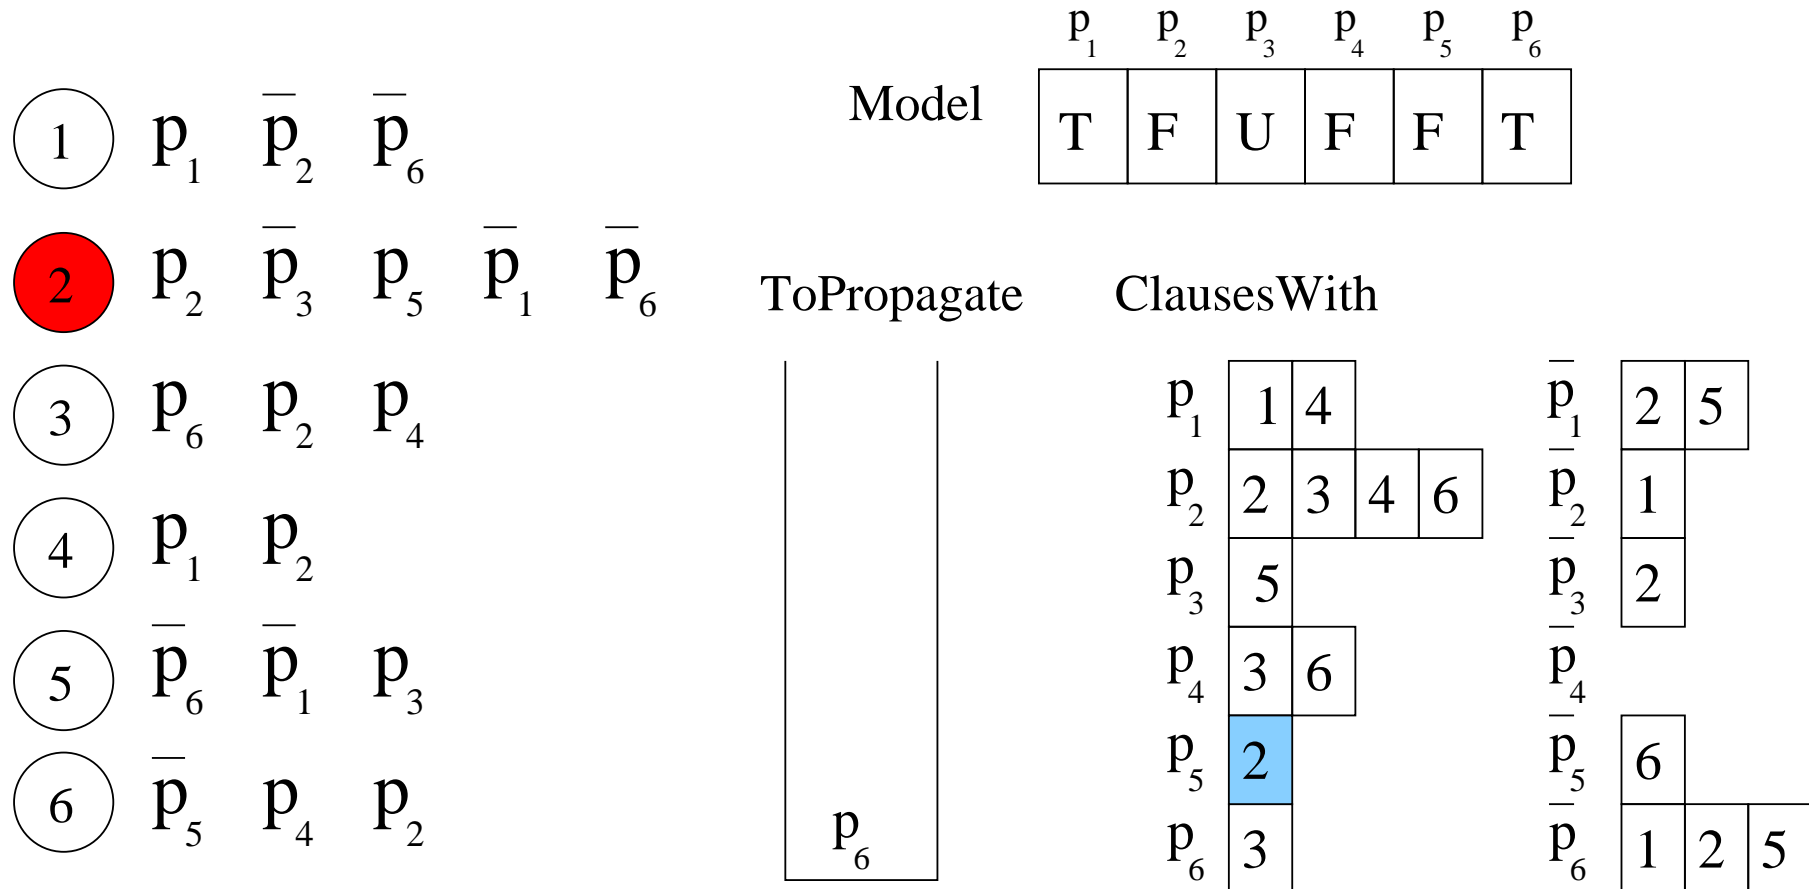 p₁ p₂ p₃ p₄ p₅ p₆
Model T F U F F T
1 p₁ p̅₂ p̅₆
2 p₂ p̅₃ p₅ p̅₁ p̅₆
3 p₆ p₂ p₄
4 p₁ p₂
5 p̅₆ p̅₁ p₃
6 p̅₅ p₄ p₂
ToPropagate
p₆
ClausesWith
p₁ 1 4
p₂ 2 3 4 6
p₃ 5
p₄ 3 6
p₅ 2
p₆ 3
p̅₁ 2 5
p̅₂ 1
p̅₃ 2
p̅₄
p̅₅ 6
p̅₆ 1 2 5